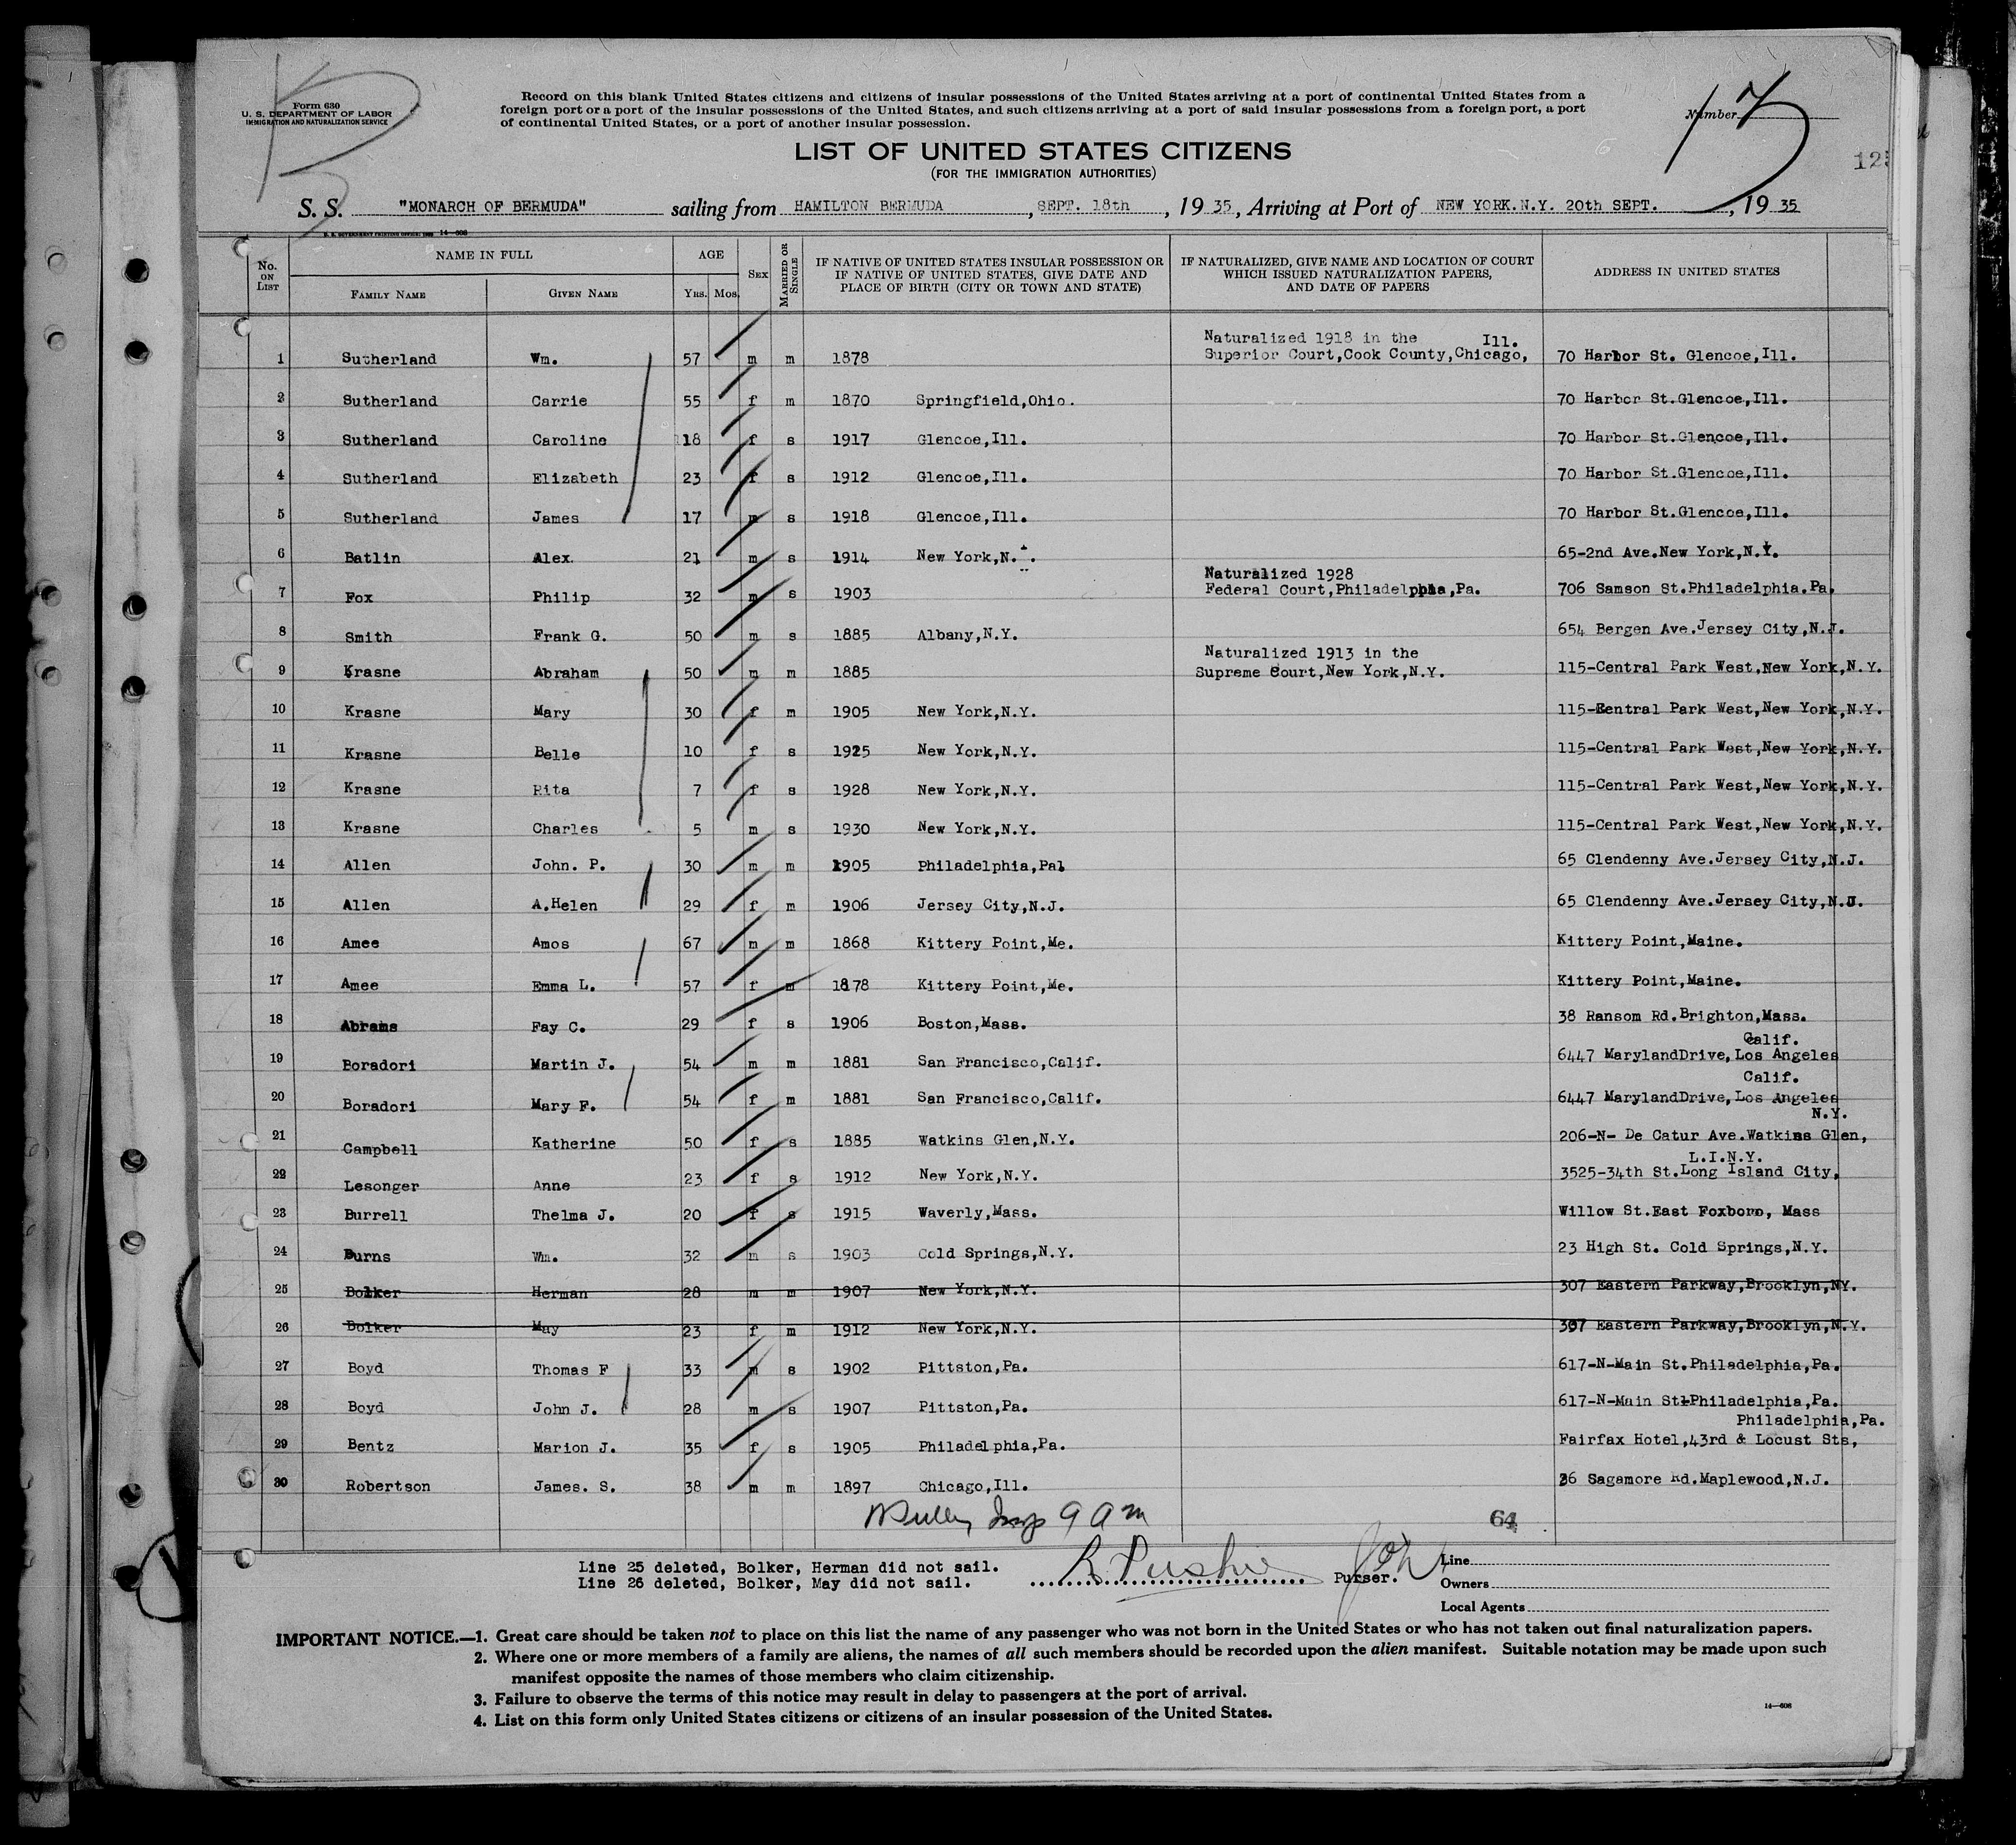 Form 630
U. S. DEPARTMENT OF LABOR
IMMIGRATION AND NATURALIZATION SERVICE
Record on this blank United States citizens and citizens of insular possessions of the United States arriving at a port of continental United States from a
foreign port or a port of the insular possessions of the United States, and such citizens arriving at a port of said insular possessions from a foreign port, a port
of continental United States, or a port of another insular possession.
Number
12
LIST OF UNITED STATES CITIZENS
(FOR THE IMMIGRATION AUTHORITIES)
S. S. "MONARCH OF BERMUDA" sailing from HAMILTON BERMUDA, SEPT. 18th, 1935, Arriving at Port of NEW YORK.N.Y. 20th SEPT., 1935
U. S. GOVERNMENT PRINTING OFFICE: 14—608
No. ON LIST NAME IN FULL AGE SEX MARRIED OR SINGLE IF NATIVE OF UNITED STATES INSULAR POSSESSION OR IF NATIVE OF UNITED STATES, GIVE DATE AND PLACE OF BIRTH (CITY OR TOWN AND STATE) IF NATURALIZED, GIVE NAME AND LOCATION OF COURT WHICH ISSUED NATURALIZATION PAPERS, AND DATE OF PAPERS ADDRESS IN UNITED STATES
FAMILY NAME GIVEN NAME YRS. MOS.
Naturalized 1918 in the Ill.
1 Sutherland Wm. 57 m m 1878 Superior Court,Cook County,Chicago, 70 Harbor St. Glencoe,Ill.
2 Sutherland Carrie 55 f m 1870 Springfield,Ohio. 70 Harbor St.Glencoe,Ill.
3 Sutherland Caroline 18 f s 1917 Glencoe,Ill. 70 Harbor St.Glencoe,Ill.
4 Sutherland Elizabeth 23 f s 1912 Glencoe,Ill. 70 Harbor St.Glencoe,Ill.
5 Sutherland James 17 m s 1918 Glencoe,Ill. 70 Harbor St.Glencoe,Ill.
6 Batlin Alex. 21 m s 1914 New York,N.Y. 65-2nd Ave.New York,N.Y.
Naturalized 1928
7 Fox Philip 32 m s 1903 Federal Court,Philadelphia,Pa. 706 Samson St.Philadelphia.Pa.
8 Smith Frank G. 50 m s 1885 Albany,N.Y. 654 Bergen Ave.Jersey City,N.J.
Naturalized 1913 in the
9 Krasne Abraham 50 m m 1885 Supreme Court,New York,N.Y. 115-Central Park West,New York,N.Y.
10 Krasne Mary 30 f m 1905 New York,N.Y. 115-Central Park West,New York,N.Y.
11 Krasne Belle 10 f s 1925 New York,N.Y. 115-Central Park West,New York,N.Y.
12 Krasne Rita 7 f s 1928 New York,N.Y. 115-Central Park West,New York,N.Y.
13 Krasne Charles 5 m s 1930 New York,N.Y. 115-Central Park West,New York,N.Y.
14 Allen John. P. 30 m m 1905 Philadelphia,Pa. 65 Clendenny Ave.Jersey City,N.J.
15 Allen A.Helen 29 f m 1906 Jersey City,N.J. 65 Clendenny Ave.Jersey City,N.J.
16 Amee Amos 67 m m 1868 Kittery Point,Me. Kittery Point,Maine.
17 Amee Emma L. 57 f m 1878 Kittery Point,Me. Kittery Point,Maine.
18 Abrams Fay C. 29 f s 1906 Boston,Mass. 38 Ransom Rd.Brighton,Mass.
Calif.
19 Boradori Martin J. 54 m m 1881 San Francisco,Calif. 6447 MarylandDrive,Los Angeles
Calif.
20 Boradori Mary F. 54 f m 1881 San Francisco,Calif. 6447 MarylandDrive,Los Angeles
N.Y.
21 Campbell Katherine 50 f s 1885 Watkins Glen,N.Y. 206-N- De Catur Ave.Watkins Glen,
L.I.N.Y.
22 Lesonger Anne 23 f s 1912 New York,N.Y. 3525-34th St.Long Island City,
23 Burrell Thelma J. 20 f s 1915 Waverly,Mass. Willow St.East Foxboro, Mass
24 Burns Wm. 32 m s 1903 Cold Springs,N.Y. 23 High St. Cold Springs,N.Y.
25 Bolker Herman 28 m m 1907 New York,N.Y. 307 Eastern Parkway,Brooklyn,NY.
26 Bolker May 23 f m 1912 New York,N.Y. 307 Eastern Parkway,Brooklyn,N.Y.
27 Boyd Thomas F 33 m s 1902 Pittston,Pa. 617-N-Main St.Philadelphia,Pa.
28 Boyd John J. 28 m s 1907 Pittston,Pa. 617-N-Main St.Philadelphia,Pa.
Philadelphia,Pa.
29 Bentz Marion J. 35 f s 1905 Philadelphia,Pa. Fairfax Hotel,43rd & Locust Sts,
30 Robertson James. S. 38 m m 1897 Chicago,Ill. 26 Sagamore Rd.Maplewood,N.J.
Insp 9 am 64
Line 25 deleted, Bolker, Herman did not sail.
Line 26 deleted, Bolker, May did not sail.
Purser.
Line
Owners
Local Agents
IMPORTANT NOTICE.—1. Great care should be taken not to place on this list the name of any passenger who was not born in the United States or who has not taken out final naturalization papers.
2. Where one or more members of a family are aliens, the names of all such members should be recorded upon the alien manifest. Suitable notation may be made upon such
manifest opposite the names of those members who claim citizenship.
3. Failure to observe the terms of this notice may result in delay to passengers at the port of arrival.
4. List on this form only United States citizens or citizens of an insular possession of the United States.
14—608